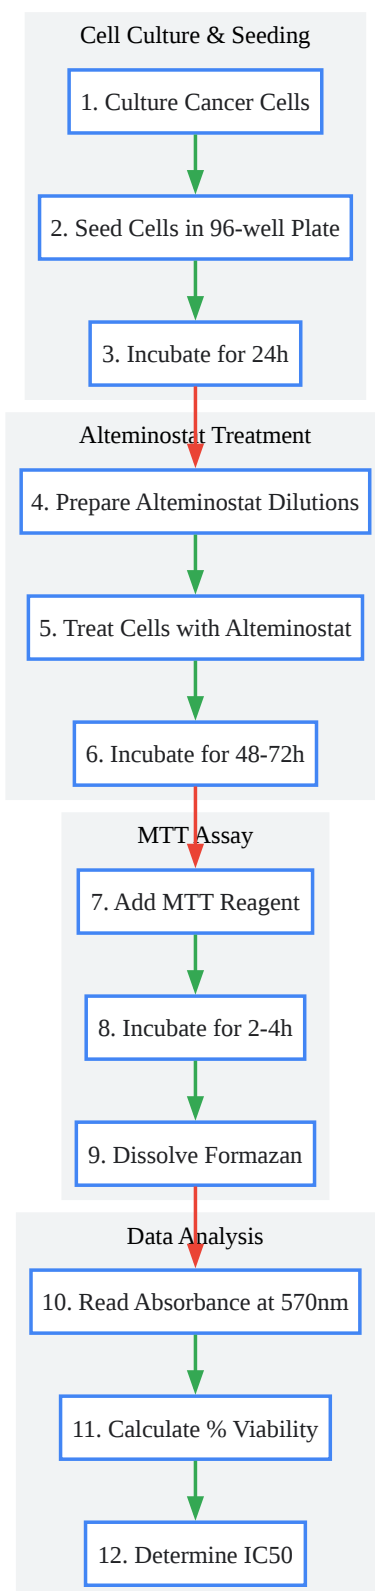 Cell Culture & Seeding
1. Culture Cancer Cells
2. Seed Cells in 96-well Plate
3. Incubate for 24h
Alteminostat Treatment
4. Prepare Alteminostat Dilutions
5. Treat Cells with Alteminostat
6. Incubate for 48-72h
MTT Assay
7. Add MTT Reagent
8. Incubate for 2-4h
9. Dissolve Formazan
Data Analysis
10. Read Absorbance at 570nm
11. Calculate % Viability
12. Determine IC50